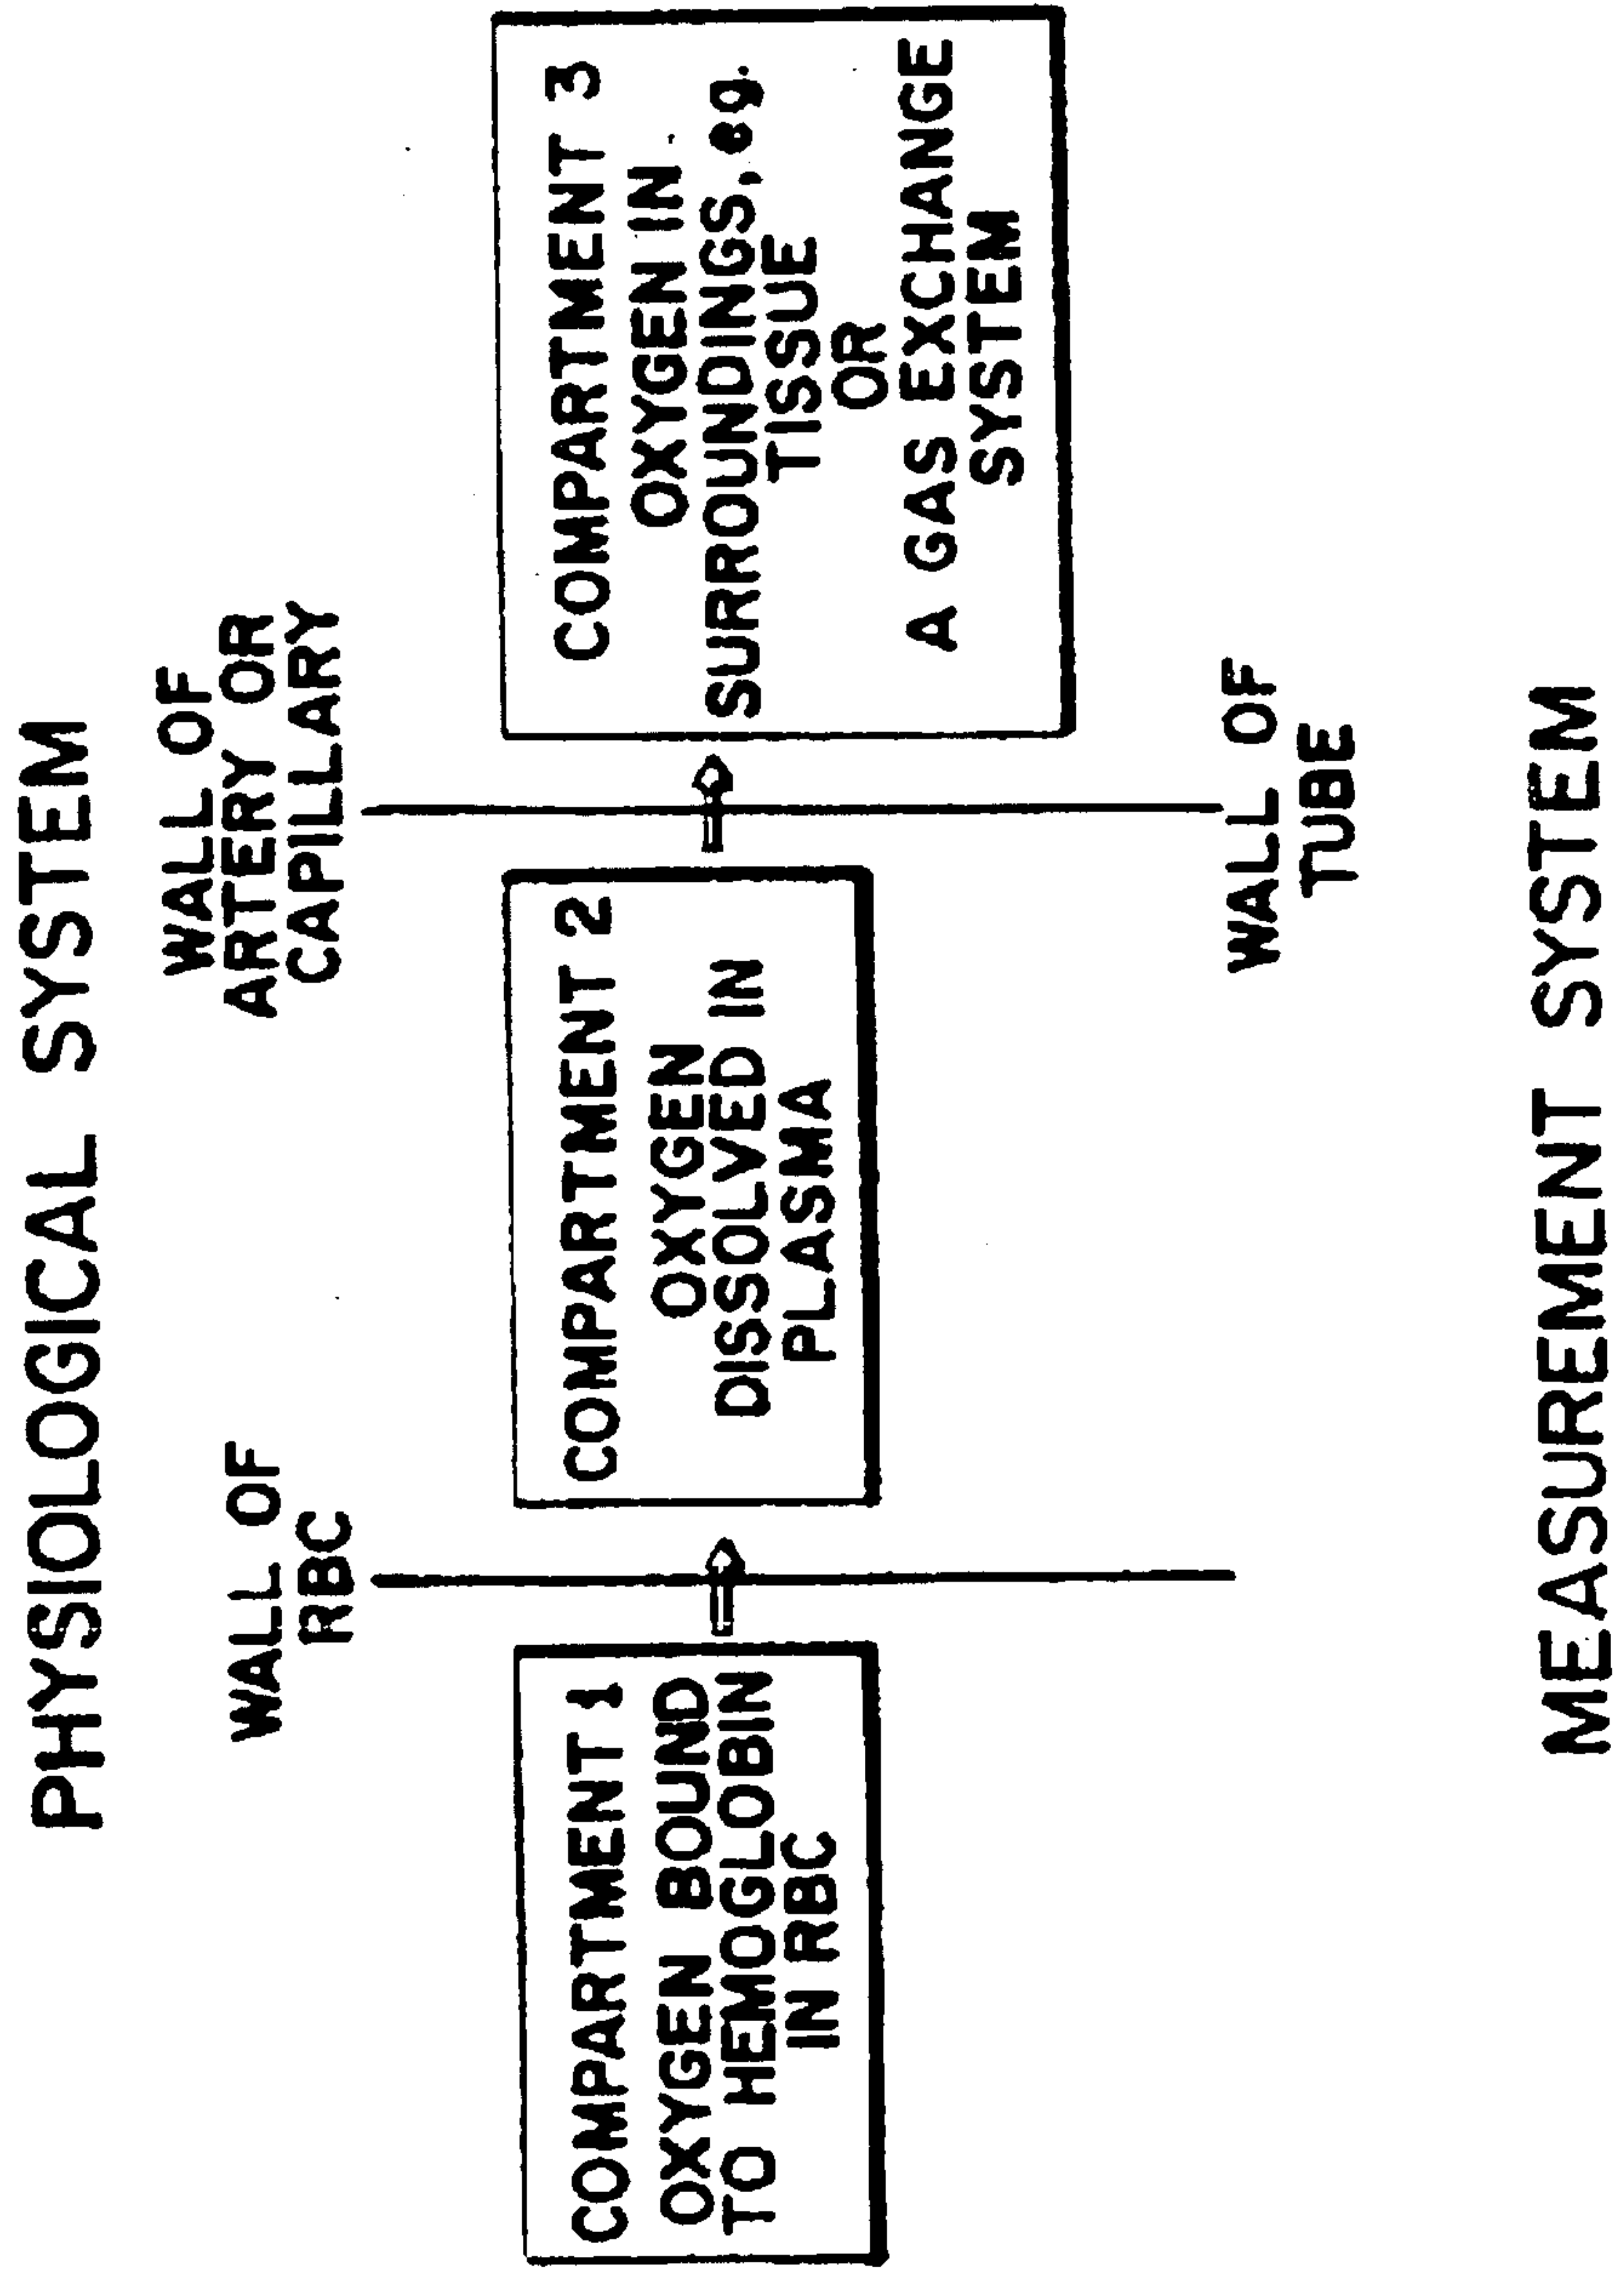 PHYSIOLOGICAL SYSTEM
WALL OF
RBC
WALL OF
ARTERY OR
CAPILLARY
COMPARTMENT 1
OXYGEN BOUND
TO HEMOGLOBIN
IN RBC
COMPARTMENT 2
OXYGEN
DISSOLVED IN
PLASMA
COMPARTMENT 3
OXYGEN IN
SURROUNDINGS, eg.
TISSUE
OR
A GAS EXCHANGE
SYSTEM
WALL OF
TUBE
MEASUREMENT SYSTEM